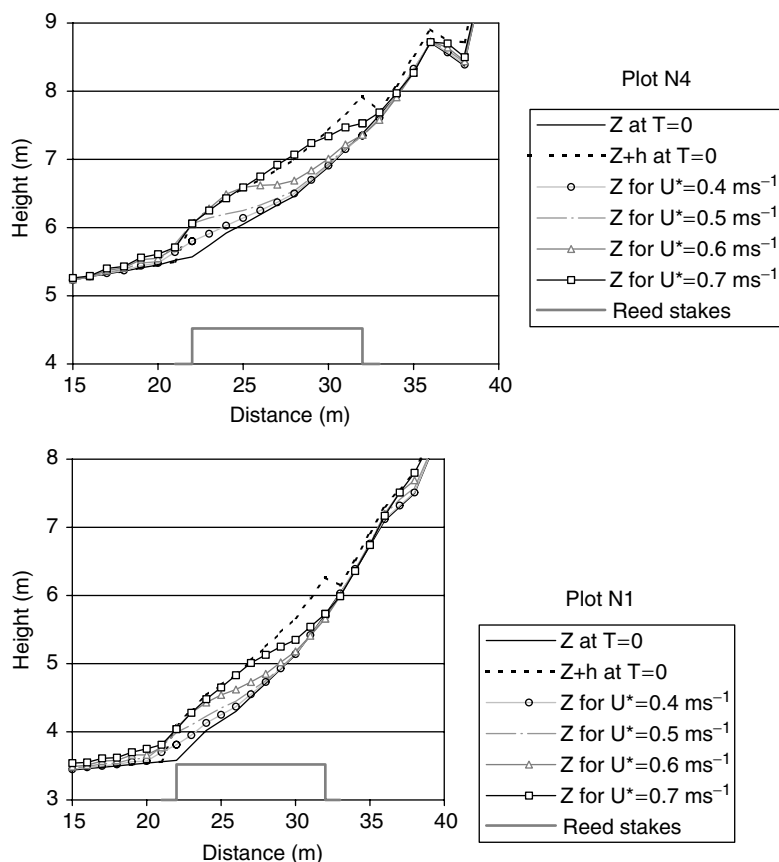 9
8
7
6
5
4
Height (m)
15 20 25 30 35 40
Distance (m)
Plot N4
Z at T=0
Z+h at T=0
Z for U*=0.4 ms⁻¹
Z for U*=0.5 ms⁻¹
Z for U*=0.6 ms⁻¹
Z for U*=0.7 ms⁻¹
Reed stakes
8
7
6
5
4
3
Height (m)
15 20 25 30 35 40
Distance (m)
Plot N1
Z at T=0
Z+h at T=0
Z for U*=0.4 ms⁻¹
Z for U*=0.5 ms⁻¹
Z for U*=0.6 ms⁻¹
Z for U*=0.7 ms⁻¹
Reed stakes